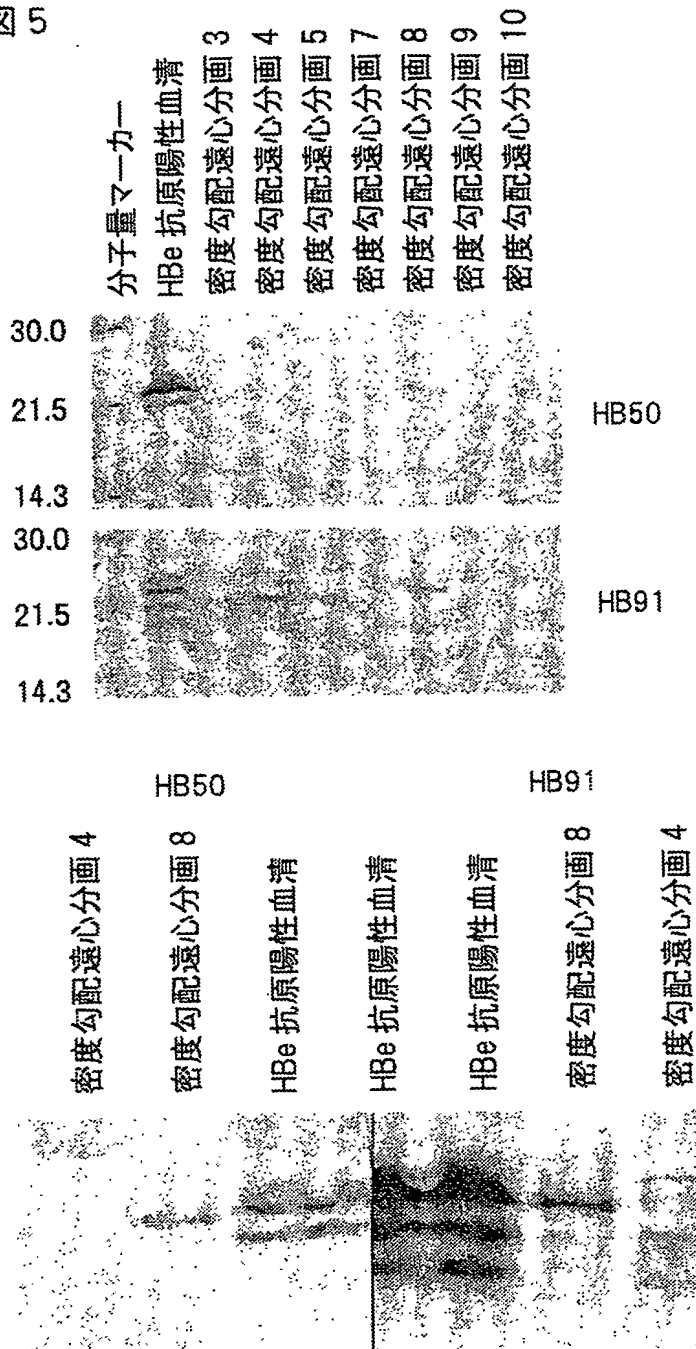 図 5
分子量マーカー
HBe 抗原陽性血清
密度勾配遠心分画 3
密度勾配遠心分画 4
密度勾配遠心分画 5
密度勾配遠心分画 7
密度勾配遠心分画 8
密度勾配遠心分画 9
密度勾配遠心分画 10
30.0
21.5
14.3
HB50
30.0
21.5
14.3
HB91
HB50
HB91
密度勾配遠心分画 4
密度勾配遠心分画 8
HBe 抗原陽性血清
HBe 抗原陽性血清
HBe 抗原陽性血清
密度勾配遠心分画 8
密度勾配遠心分画 4